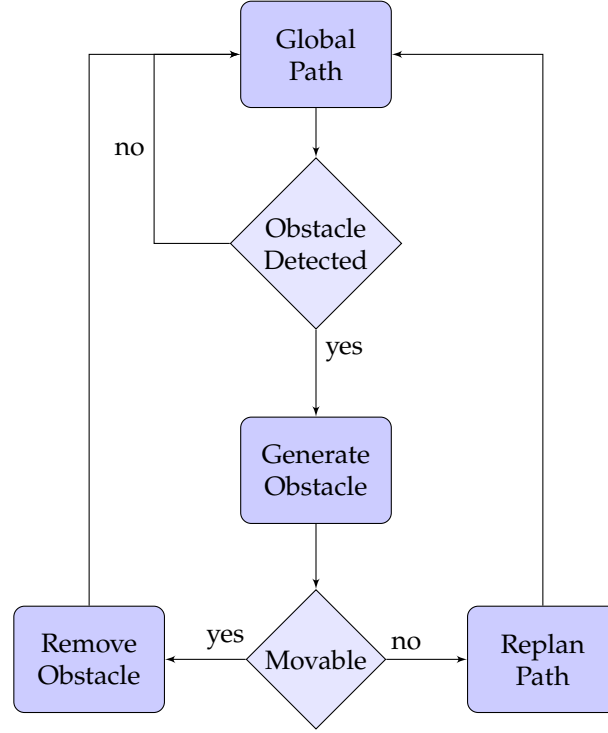 Global
Path
no
Obstacle
Detected
yes
Generate
Obstacle
Remove
Obstacle
yes
Movable
no
Replan
Path